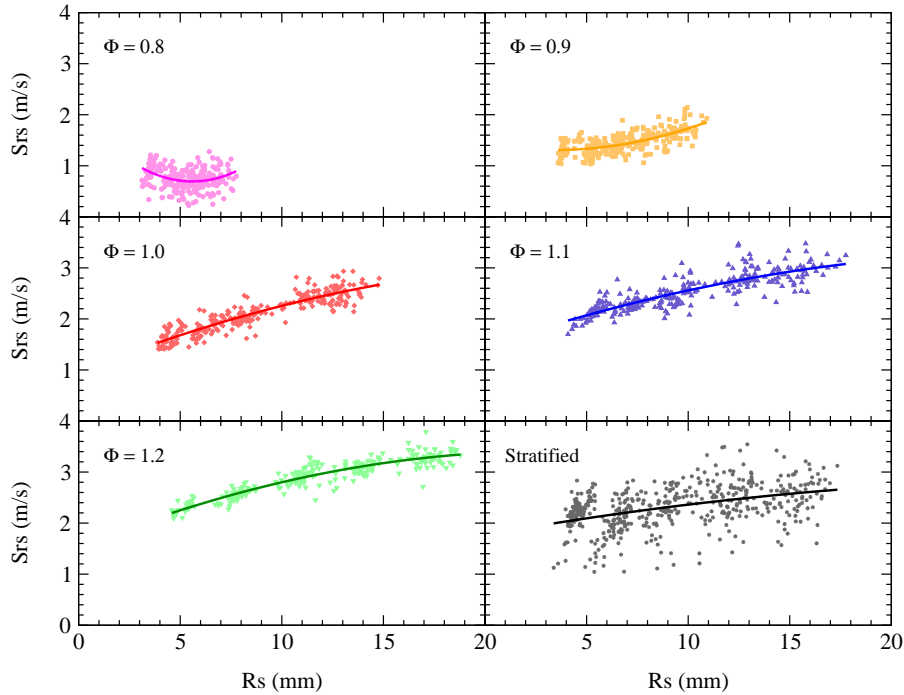 4
Φ = 0.8
Φ = 0.9
3
Srs (m/s)
2
1
4
Φ = 1.0
Φ = 1.1
3
Srs (m/s)
2
1
4
Φ = 1.2
Stratified
3
Srs (m/s)
2
1
0
0 5 10 15 20 5 10 15 20
Rs (mm) Rs (mm)